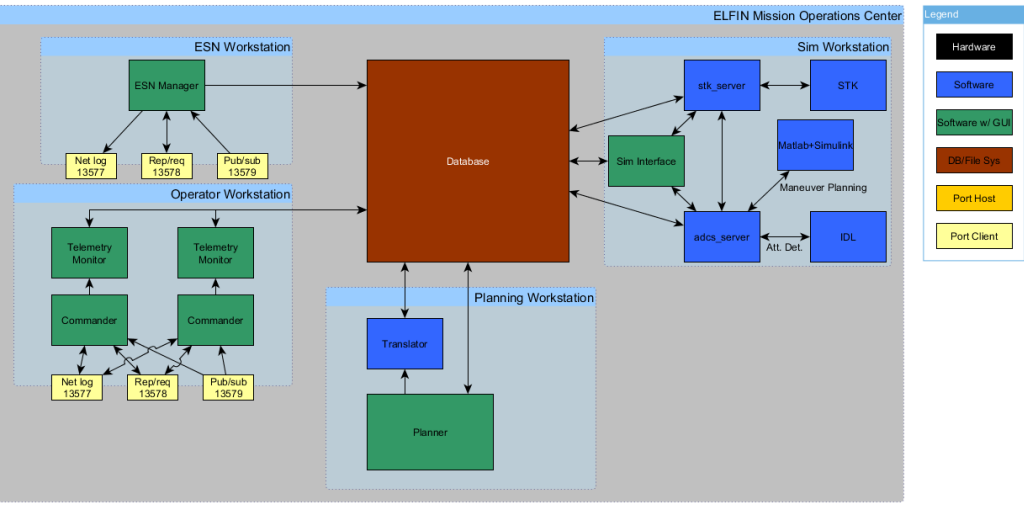 ELFIN Mission Operations Center
ESN Workstation
ESN Manager
Net log
13577
Rep/req
13578
Pub/sub
13579
Operator Workstation
Telemetry
Monitor
Telemetry
Monitor
Commander
Commander
Net log
13577
Rep/req
13578
Pub/sub
13579
Database
Planning Workstation
Translator
Planner
Sim Workstation
stk_server
STK
Sim Interface
Matlab+Simulink
Maneuver Planning
adcs_server
Att. Det.
IDL
Legend
Hardware
Software
Software w/ GUI
DB/File Sys
Port Host
Port Client